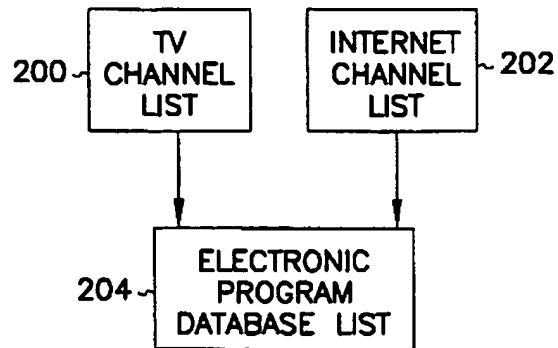 TV
CHANNEL
LIST
200
INTERNET
CHANNEL
LIST
202
ELECTRONIC
PROGRAM
DATABASE LIST
204